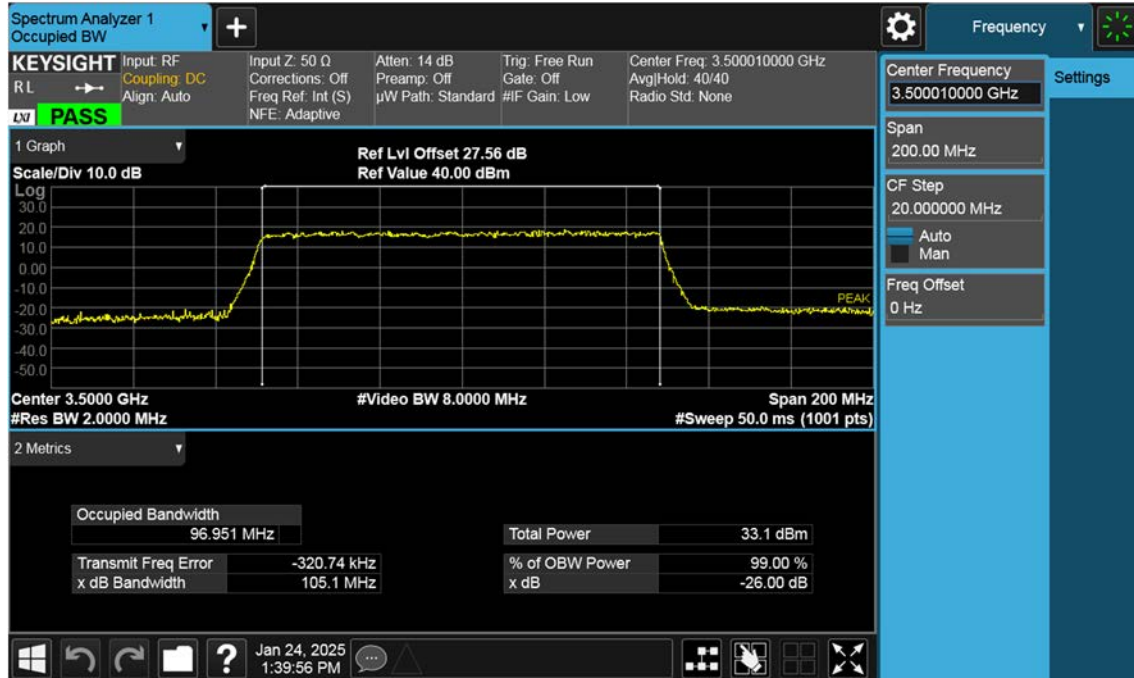 Spectrum Analyzer 1
Occupied BW
Frequency
KEYSIGHT
R L
LXI PASS
Input: RF
Coupling: DC
Align: Auto
Input Z: 50 Ω
Corrections: Off
Freq Ref: Int (S)
NFE: Adaptive
Atten: 14 dB
Preamp: Off
µW Path: Standard
Trig: Free Run
Gate: Off
#IF Gain: Low
Center Freq: 3.500010000 GHz
Avg|Hold: 40/40
Radio Std: None
Center Frequency
3.500010000 GHz
Settings
Span
200.00 MHz
CF Step
20.000000 MHz
Auto
Man
Freq Offset
0 Hz
1 Graph
Scale/Div 10.0 dB
Ref Lvl Offset 27.56 dB
Ref Value 40.00 dBm
Log
30.0
20.0
10.0
0.00
-10.0
-20.0
-30.0
-40.0
-50.0
PEAK
Center 3.5000 GHz
#Video BW 8.0000 MHz
Span 200 MHz
#Res BW 2.0000 MHz
#Sweep 50.0 ms (1001 pts)
2 Metrics
Occupied Bandwidth
96.951 MHz
Total Power 33.1 dBm
Transmit Freq Error -320.74 kHz
% of OBW Power 99.00 %
x dB Bandwidth 105.1 MHz
x dB -26.00 dB
?
Jan 24, 2025
1:39:56 PM